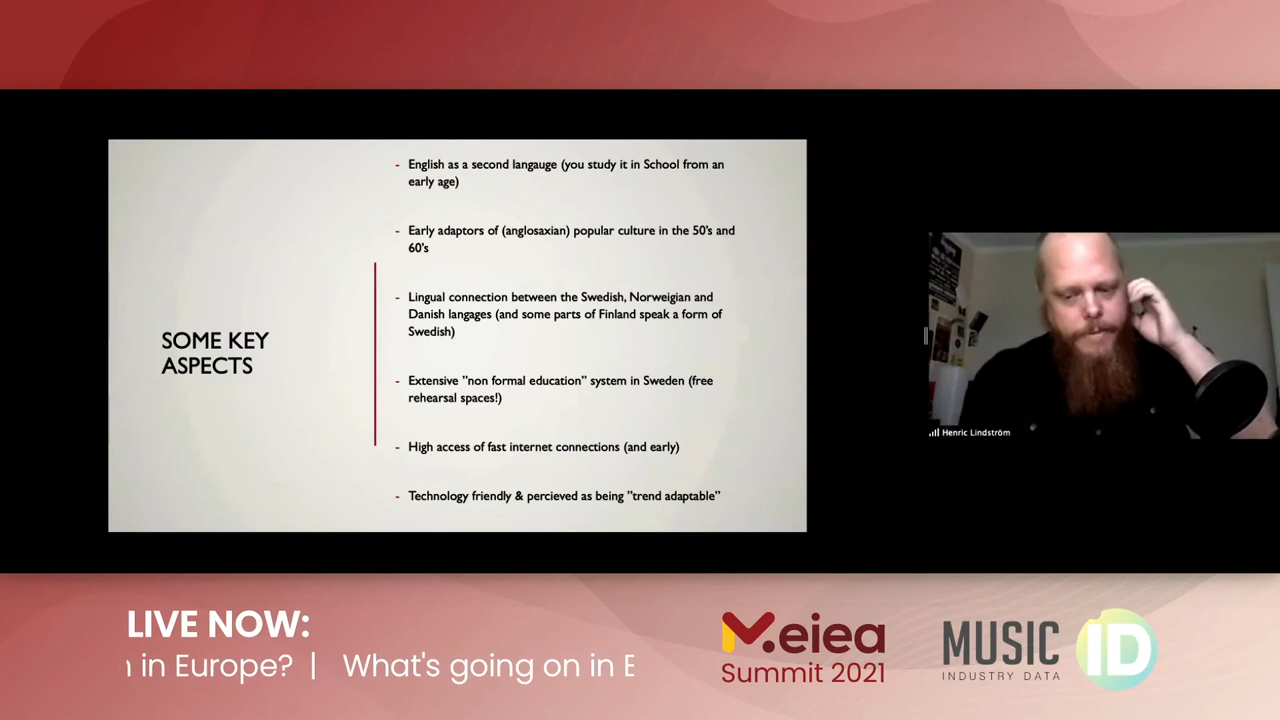 SOME KEY
ASPECTS
- English as a second langauge (you study it in School from an
early age)
- Early adaptors of (anglosaxian) popular culture in the 50's and
60's
- Lingual connection between the Swedish, Norweigian and
Danish langages (and some parts of Finland speak a form of
Swedish)
- Extensive ”non formal education” system in Sweden (free
rehearsal spaces!)
- High access of fast internet connections (and early)
- Technology friendly & percieved as being ”trend adaptable”
Henric Lindström
LIVE NOW:
n in Europe? | What's going on in E
meiea
Summit 2021
MUSIC ID
INDUSTRY DATA